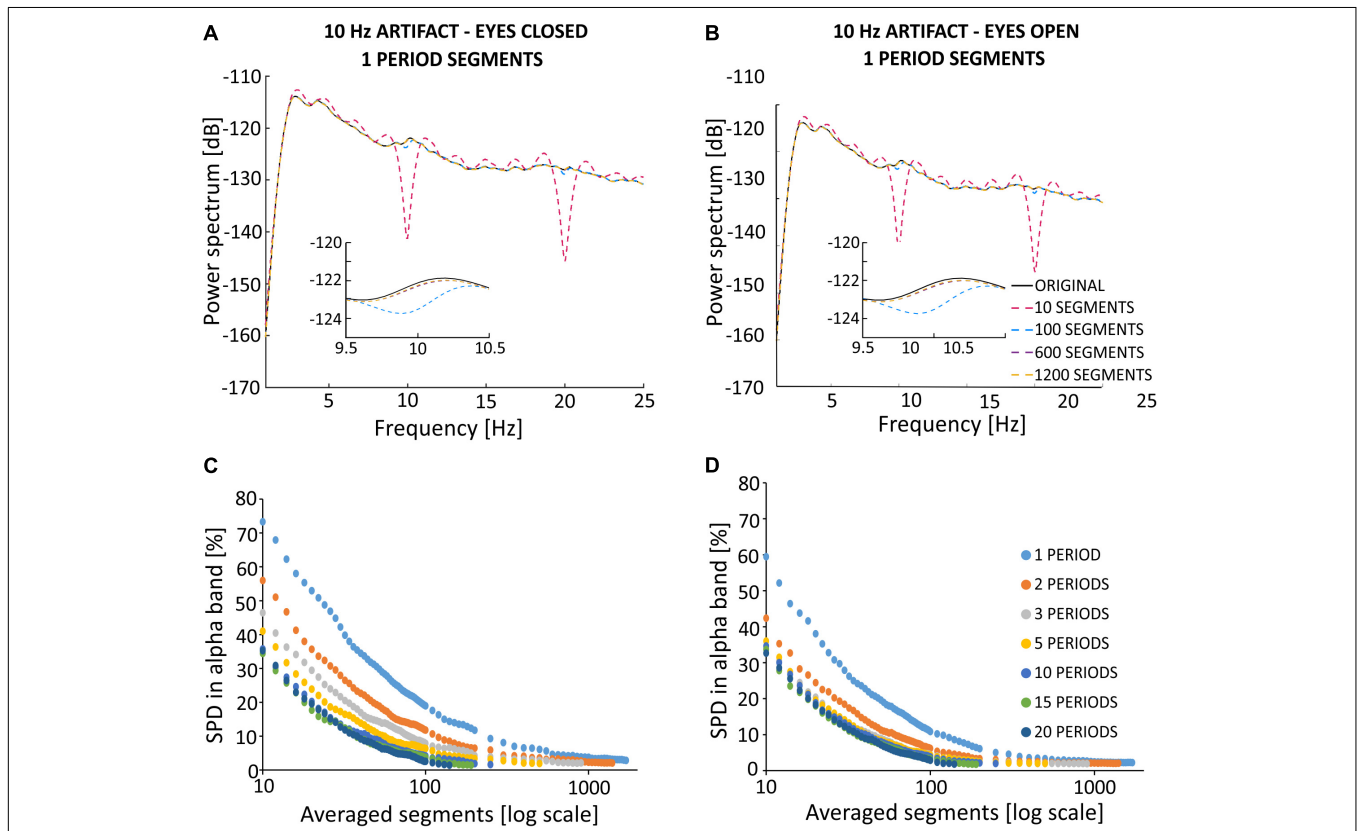 A
10 Hz ARTIFACT - EYES CLOSED
1 PERIOD SEGMENTS
Power spectrum [dB]
-110
-120
-130
-140
-150
-160
-170
-120
-122
-124
9.5
10
10.5
5
10
15
20
25
Frequency [Hz]
B
10 Hz ARTIFACT - EYES OPEN
1 PERIOD SEGMENTS
Power spectrum [dB]
-110
-120
-130
-140
-150
-160
-170
-120
-122
-124
9.5
10
10.5
ORIGINAL
10 SEGMENTS
100 SEGMENTS
600 SEGMENTS
1200 SEGMENTS
5
10
15
20
25
Frequency [Hz]
C
SPD in alpha band [%]
80
70
60
50
40
30
20
10
0
10
100
1000
Averaged segments [log scale]
D
SPD in alpha band [%]
80
70
60
50
40
30
20
10
0
1 PERIOD
2 PERIODS
3 PERIODS
5 PERIODS
10 PERIODS
15 PERIODS
20 PERIODS
10
100
1000
Averaged segments [log scale]